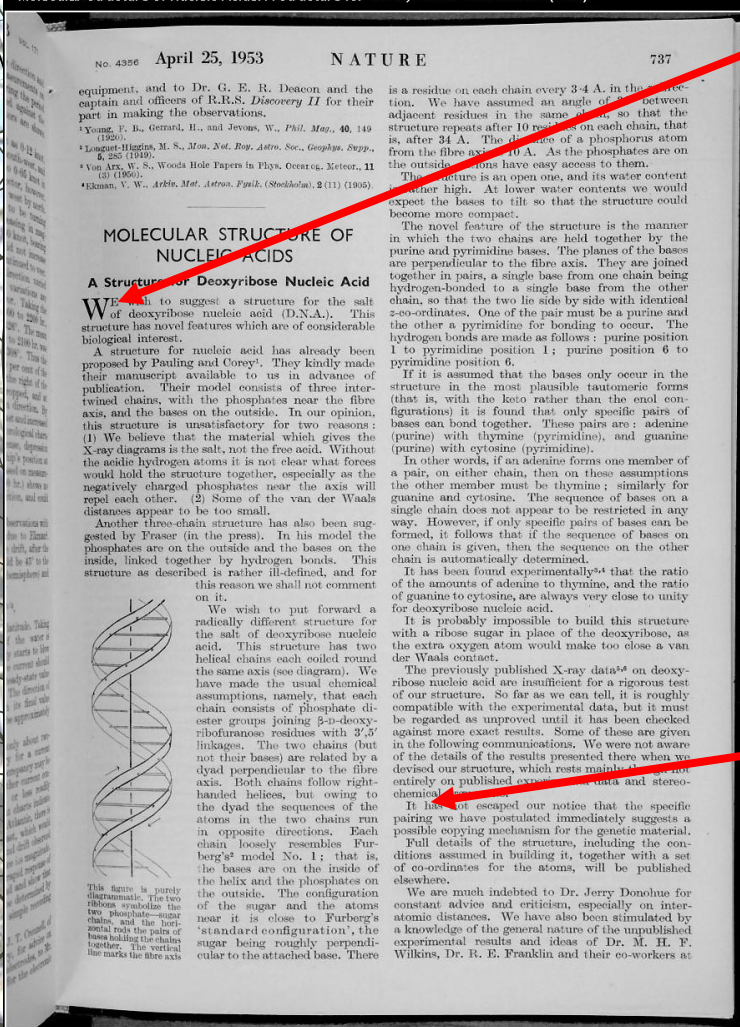 No. 4356 April 25, 1953 NATURE 737
equipment, and to Dr. G. E. R. Deacon and the
captain and officers of R.R.S. Discovery II for their
part in making the observations.
¹ Young, F. B., Gerrard, H., and Jevons, W., Phil. Mag., 40, 149
(1920).
² Longuet-Higgins, M. S., Mon. Not. Roy. Astro. Soc., Geophys. Supp.,
5, 285 (1949).
³ Von Arx, W. S., Woods Hole Papers in Phys. Oceanog. Meteor., 11
(3) (1950).
⁴ Ekman, V. W., Arkiv. Mat. Astron. Fysik. (Stockholm), 2 (11) (1905).
MOLECULAR STRUCTURE OF
NUCLEIC ACIDS
A Structure for Deoxyribose Nucleic Acid
WE wish to suggest a structure for the salt
of deoxyribose nucleic acid (D.N.A.). This
structure has novel features which are of considerable
biological interest.
A structure for nucleic acid has already been
proposed by Pauling and Corey¹. They kindly made
their manuscript available to us in advance of
publication. Their model consists of three inter-
twined chains, with the phosphates near the fibre
axis, and the bases on the outside. In our opinion,
this structure is unsatisfactory for two reasons :
(1) We believe that the material which gives the
X-ray diagrams is the salt, not the free acid. Without
the acidic hydrogen atoms it is not clear what forces
would hold the structure together, especially as the
negatively charged phosphates near the axis will
repel each other. (2) Some of the van der Waals
distances appear to be too small.
Another three-chain structure has also been sug-
gested by Fraser (in the press). In his model the
phosphates are on the outside and the bases on the
inside, linked together by hydrogen bonds. This
structure as described is rather ill-defined, and for
this reason we shall not comment
on it.
We wish to put forward a
radically different structure for
the salt of deoxyribose nucleic
acid. This structure has two
helical chains each coiled round
the same axis (see diagram). We
have made the usual chemical
assumptions, namely, that each
chain consists of phosphate di-
ester groups joining β-D-deoxy-
ribofuranose residues with 3′,5′
linkages. The two chains (but
not their bases) are related by a
dyad perpendicular to the fibre
axis. Both chains follow right-
handed helices, but owing to
the dyad the sequences of the
atoms in the two chains run
in opposite directions. Each
chain loosely resembles Fur-
berg's² model No. 1 ; that is,
the bases are on the inside of
the helix and the phosphates on
the outside. The configuration
of the sugar and the atoms
near it is close to Furberg's
'standard configuration', the
sugar being roughly perpendi-
cular to the attached base. There
This figure is purely
diagrammatic. The two
ribbons symbolize the
two phosphate—sugar
chains, and the hori-
zontal rods the pairs of
bases holding the chains
together. The vertical
line marks the fibre axis
is a residue on each chain every 3·4 A. in the
tion. We have assumed an angle of between
adjacent residues in the same chain, so that the
structure repeats after 10 residues on each chain, that
is, after 34 A. The distance of a phosphorus atom
from the fibre axis 10 A. As the phosphates are on
the outside, cations have easy access to them.
The structure is an open one, and its water content
is rather high. At lower water contents we would
expect the bases to tilt so that the structure could
become more compact.
The novel feature of the structure is the manner
in which the two chains are held together by the
purine and pyrimidine bases. The planes of the bases
are perpendicular to the fibre axis. They are joined
together in pairs, a single base from one chain being
hydrogen-bonded to a single base from the other
chain, so that the two lie side by side with identical
z-co-ordinates. One of the pair must be a purine and
the other a pyrimidine for bonding to occur. The
hydrogen bonds are made as follows : purine position
1 to pyrimidine position 1 ; purine position 6 to
pyrimidine position 6.
If it is assumed that the bases only occur in the
structure in the most plausible tautomeric forms
(that is, with the keto rather than the enol con-
figurations) it is found that only specific pairs of
bases can bond together. These pairs are : adenine
(purine) with thymine (pyrimidine), and guanine
(purine) with cytosine (pyrimidine).
In other words, if an adenine forms one member of
a pair, on either chain, then on these assumptions
the other member must be thymine ; similarly for
guanine and cytosine. The sequence of bases on a
single chain does not appear to be restricted in any
way. However, if only specific pairs of bases can be
formed, it follows that if the sequence of bases on
one chain is given, then the sequence on the other
chain is automatically determined.
It has been found experimentally³,⁴ that the ratio
of the amounts of adenine to thymine, and the ratio
of guanine to cytosine, are always very close to unity
for deoxyribose nucleic acid.
It is probably impossible to build this structure
with a ribose sugar in place of the deoxyribose, as
the extra oxygen atom would make too close a van
der Waals contact.
The previously published X-ray data⁵,⁶ on deoxy-
ribose nucleic acid are insufficient for a rigorous test
of our structure. So far as we can tell, it is roughly
compatible with the experimental data, but it must
be regarded as unproved until it has been checked
against more exact results. Some of these are given
in the following communications. We were not aware
of the details of the results presented there when we
devised our structure, which rests mainly though not
entirely on published experimental data and stereo-
chemical
It has not escaped our notice that the specific
pairing we have postulated immediately suggests a
possible copying mechanism for the genetic material.
Full details of the structure, including the con-
ditions assumed in building it, together with a set
of co-ordinates for the atoms, will be published
elsewhere.
We are much indebted to Dr. Jerry Donohue for
constant advice and criticism, especially on inter-
atomic distances. We have also been stimulated by
a knowledge of the general nature of the unpublished
experimental results and ideas of Dr. M. H. F.
Wilkins, Dr. R. E. Franklin and their co-workers at